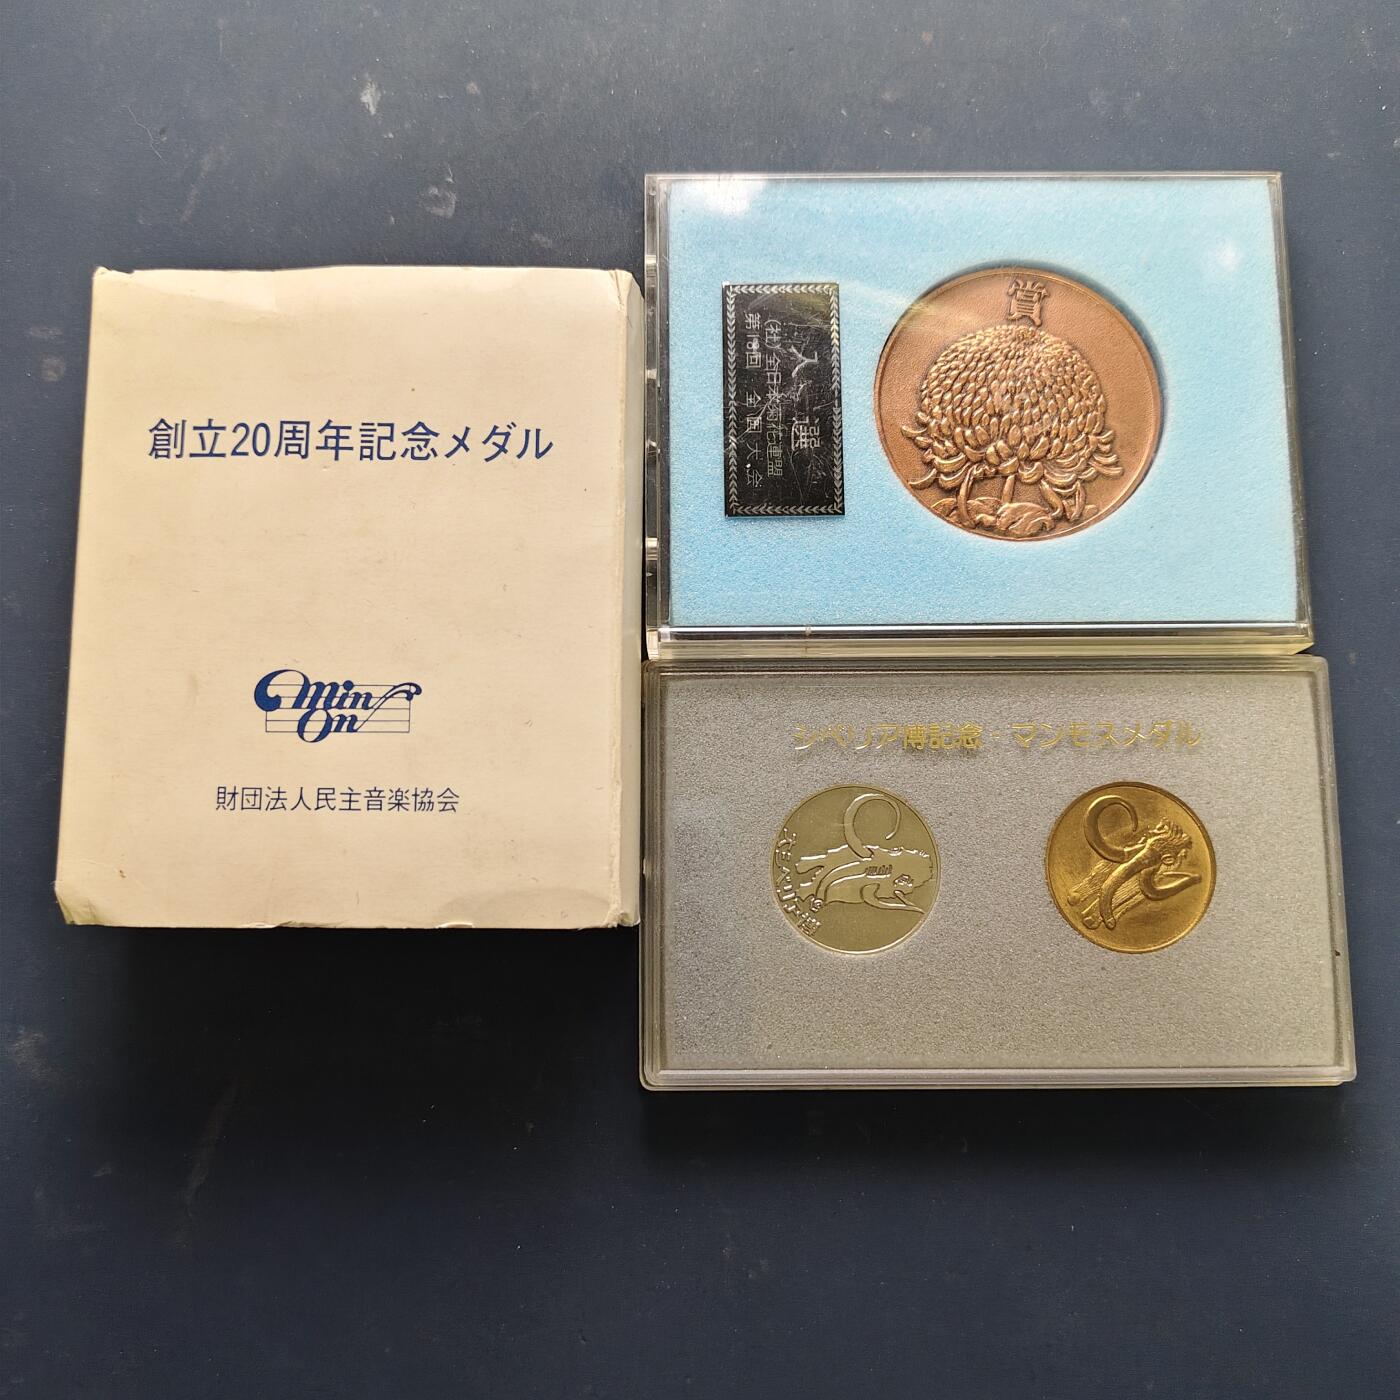 創立20周年記念メダル
Min
On
財団法人民主音楽協会
賞
入選
(社)全日本菊花連盟
全国大会
シベリア博記念・マンモスメダル